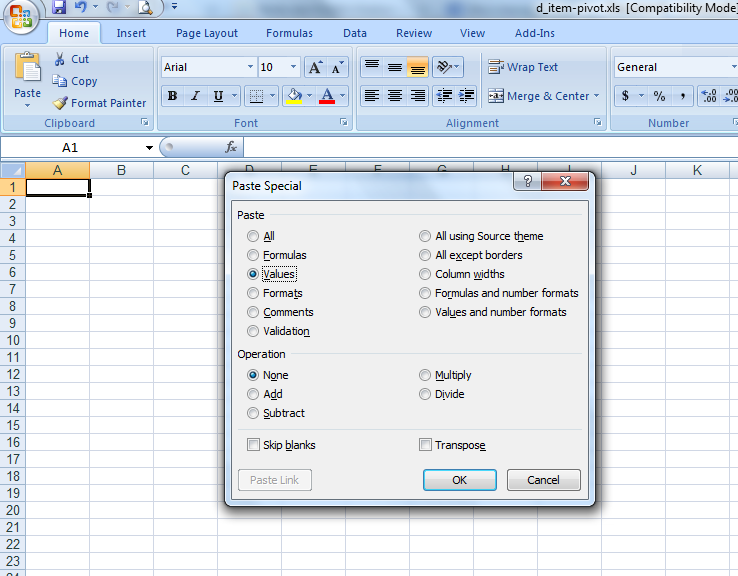 d_item-pivot.xls [Compatibility Mode]
Home Insert Page Layout Formulas Data Review View Add-Ins
Paste
Cut
Copy
Format Painter
Clipboard
Arial 10 A A
B I U A
Font
Wrap Text
Merge & Center
Alignment
General
$ % , .00 .00
Number
A1 fx
A B C D E F G H I J K
1
2
3
4
5
6
7
8
9
10
11
12
13
14
15
16
17
18
19
20
21
22
23
24
Paste Special ?
Paste
All All using Source theme
Formulas All except borders
Values Column widths
Formats Formulas and number formats
Comments Values and number formats
Validation
Operation
None Multiply
Add Divide
Subtract
Skip blanks Transpose
Paste Link OK Cancel